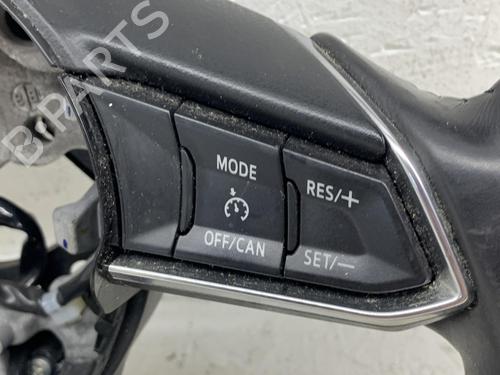 B-PARTS
MODE
OFF/CAN
RES/+
SET/−